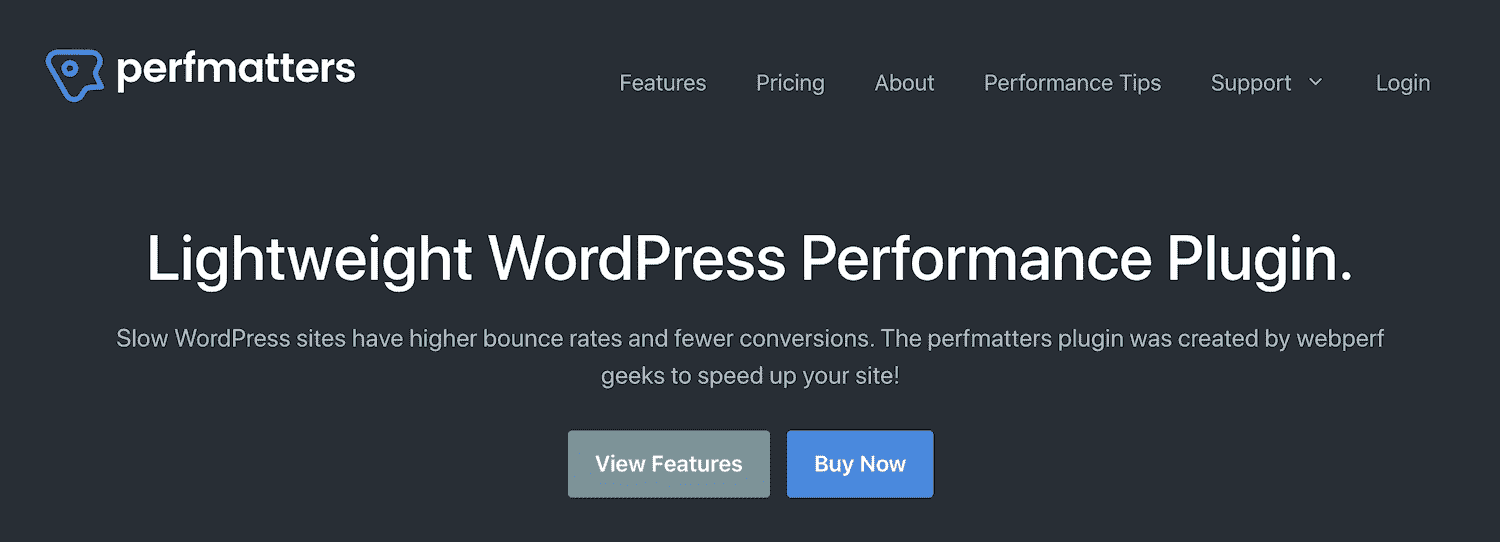 perfmatters
Features Pricing About Performance Tips Support Login
Lightweight WordPress Performance Plugin.
Slow WordPress sites have higher bounce rates and fewer conversions. The perfmatters plugin was created by webperf
geeks to speed up your site!
View Features Buy Now